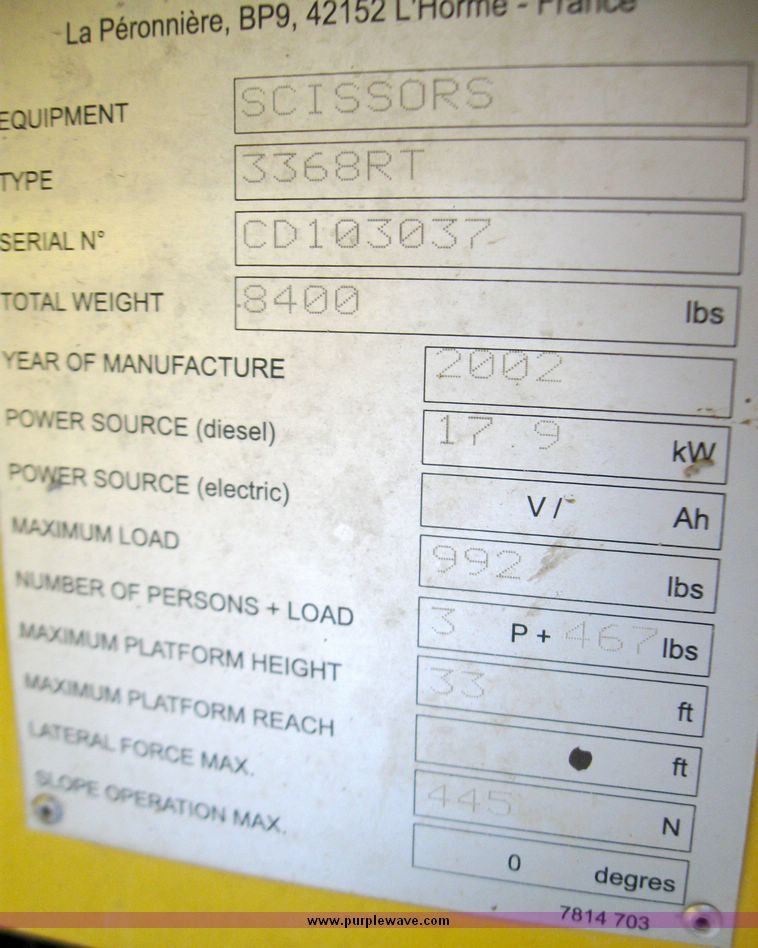 La Péronnière, BP9, 42152 L'Horme - France
EQUIPMENT SCISSORS
TYPE 3368RT
SERIAL N° CD103037
TOTAL WEIGHT 8400 lbs
YEAR OF MANUFACTURE 2002
POWER SOURCE (diesel) 17.9 kW
POWER SOURCE (electric) V / Ah
MAXIMUM LOAD 992 lbs
NUMBER OF PERSONS + LOAD 3 P + 467 lbs
MAXIMUM PLATFORM HEIGHT 33 ft
MAXIMUM PLATFORM REACH ft
LATERAL FORCE MAX. 445 N
SLOPE OPERATION MAX. 0 degres
7814 703
www.purplewave.com